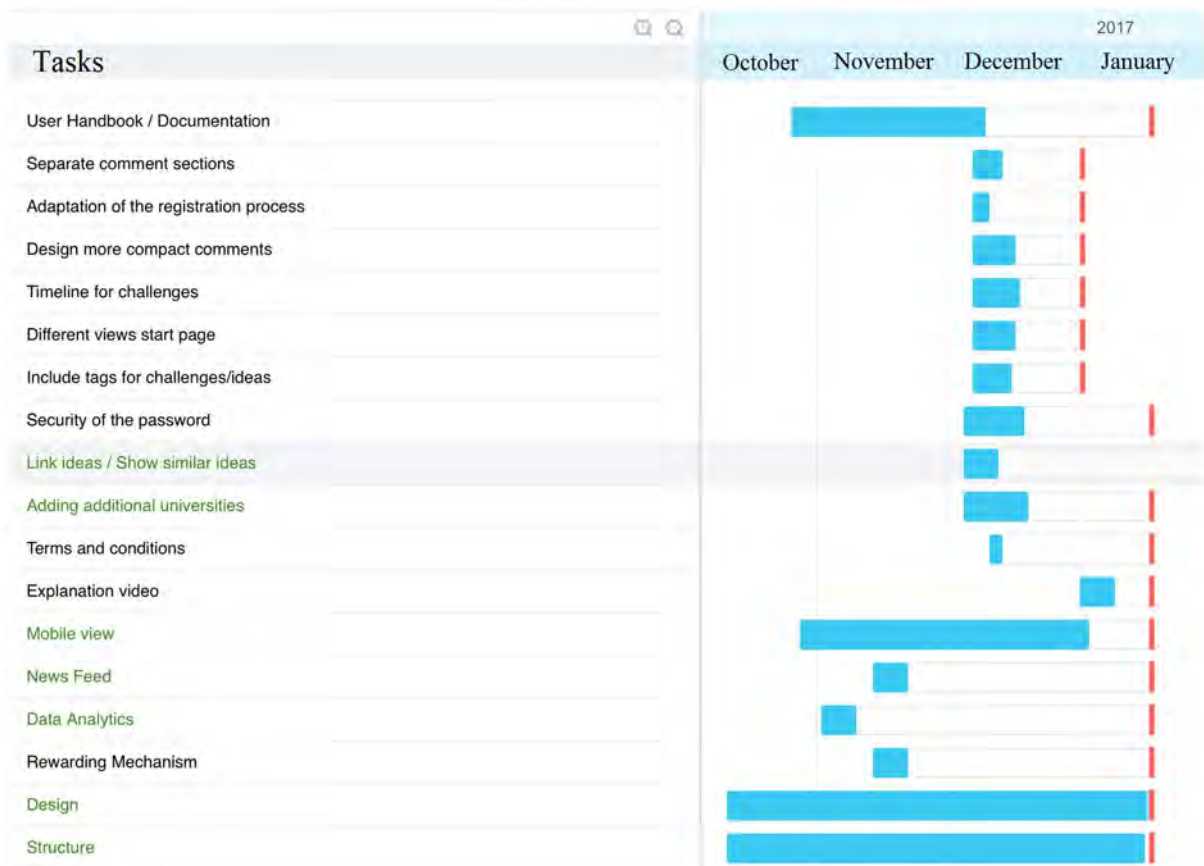 2017
Tasks
October November December January
User Handbook / Documentation
Separate comment sections
Adaptation of the registration process
Design more compact comments
Timeline for challenges
Different views start page
Include tags for challenges/ideas
Security of the password
Link ideas / Show similar ideas
Adding additional universities
Terms and conditions
Explanation video
Mobile view
News Feed
Data Analytics
Rewarding Mechanism
Design
Structure